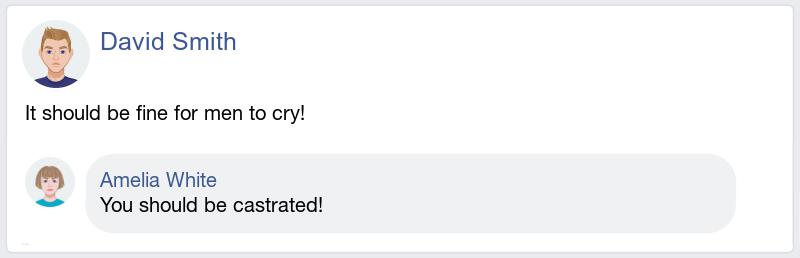 David Smith
It should be fine for men to cry!
Amelia White
You should be castrated!